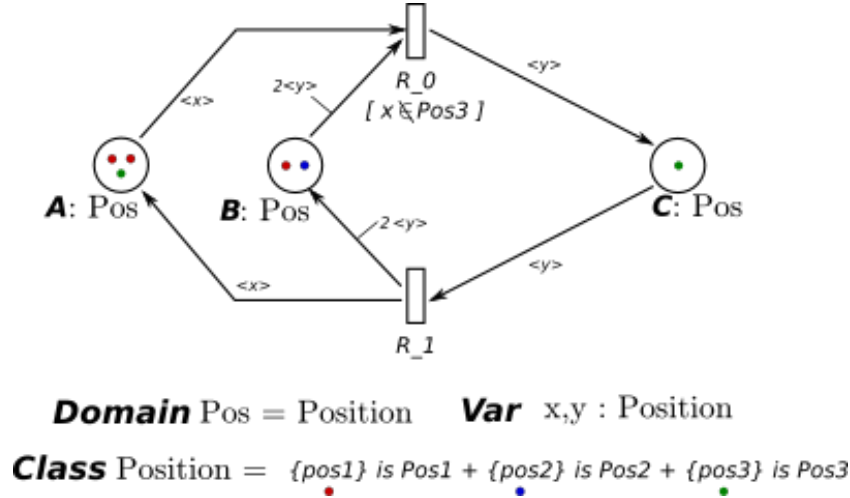 R_0
[ x ∉ Pos3 ]
<y>
<x>
2<y>
A: Pos
B: Pos
C: Pos
2<y>
<x>
<y>
R_1
Domain Pos = Position
Var x,y : Position
Class Position = {pos1} is Pos1 + {pos2} is Pos2 + {pos3} is Pos3